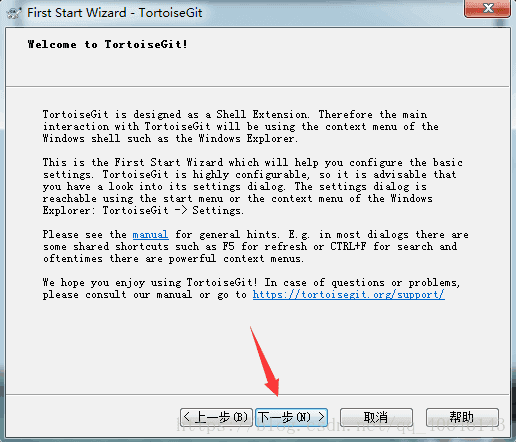 First Start Wizard - TortoiseGit
Welcome to TortoiseGit!
TortoiseGit is designed as a Shell Extension. Therefore the main
interaction with TortoiseGit will be using the context menu of the
Windows shell such as the Windows Explorer.
This is the First Start Wizard which will help you configure the basic
settings. TortoiseGit is highly configurable, so it is advisable that
you have a look into its settings dialog. The settings dialog is
reachable using the start menu or the context menu of the Windows
Explorer: TortoiseGit -> Settings.
Please see the manual for general hints. E.g. in most dialogs there are
some shared shortcuts such as F5 for refresh or CTRL+F for search and
oftentimes there are powerful context menus.
We hope you enjoy using TortoiseGit! In case of questions or problems,
please consult our manual or go to https://tortoisegit.org/support/
< 上一步(B) 下一步(N) > 取消 帮助